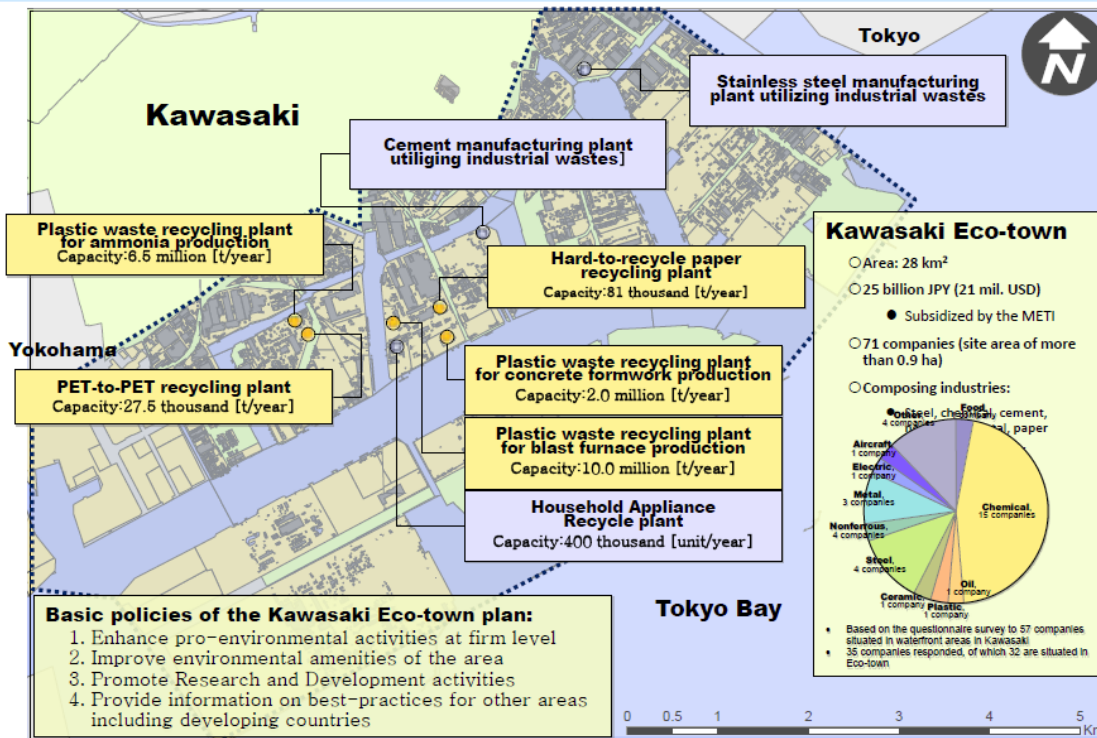 Tokyo
N
Kawasaki
Stainless steel manufacturing
plant utilizing industrial wastes
Cement manufacturing plant
utiliging industrial wastes]
Plastic waste recycling plant
for ammonia production
Capacity:6.5 million [t/year]
Hard-to-recycle paper
recycling plant
Capacity:81 thousand [t/year]
Yokohama
PET-to-PET recycling plant
Capacity:27.5 thousand [t/year]
Plastic waste recycling plant
for concrete formwork production
Capacity:2.0 million [t/year]
Plastic waste recycling plant
for blast furnace production
Capacity:10.0 million [t/year]
Household Appliance
Recycle plant
Capacity:400 thousand [unit/year]
Tokyo Bay
Kawasaki Eco-town
○Area: 28 km²
○25 billion JPY (21 mil. USD)
● Subsidized by the METI
○71 companies (site area of more
than 0.9 ha)
○Composing industries:
● Steel, chemical, cement,
paper
Food,
company
Chemical,
15 companies
Oil,
1 company
Plastic,
1 company
Ceramic,
1 company
Steel,
4 companies
Nonferrous,
4 companies
Metal,
3 companies
Electric,
1 company
Aircraft,
1 company
Other,
4 companies
• Based on the questionnaire survey to 57 companies
situated in waterfront areas in Kawasaki
• 35 companies responded, of which 32 are situated in
Eco-town
Basic policies of the Kawasaki Eco-town plan:
1. Enhance pro-environmental activities at firm level
2. Improve environmental amenities of the area
3. Promote Research and Development activities
4. Provide information on best-practices for other areas
including developing countries
0 0.5 1 2 3 4 5
Km